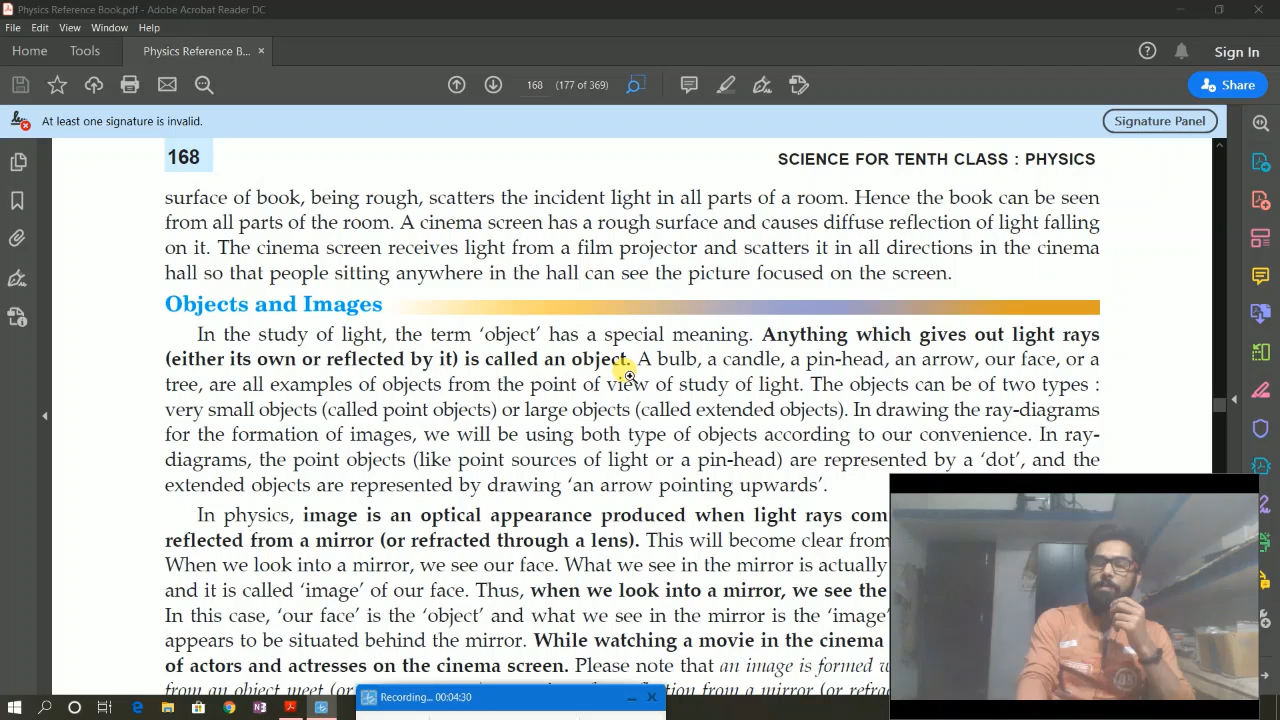 Physics Reference Book.pdf - Adobe Acrobat Reader DC
File Edit View Window Help
Home Tools Physics Reference B... × Sign In
168 (177 of 369) Share
At least one signature is invalid. Signature Panel
168 SCIENCE FOR TENTH CLASS : PHYSICS
surface of book, being rough, scatters the incident light in all parts of a room. Hence the book can be seen
from all parts of the room. A cinema screen has a rough surface and causes diffuse reflection of light falling
on it. The cinema screen receives light from a film projector and scatters it in all directions in the cinema
hall so that people sitting anywhere in the hall can see the picture focused on the screen.
Objects and Images
In the study of light, the term ‘object’ has a special meaning. Anything which gives out light rays
(either its own or reflected by it) is called an object. A bulb, a candle, a pin-head, an arrow, our face, or a
tree, are all examples of objects from the point of view of study of light. The objects can be of two types :
very small objects (called point objects) or large objects (called extended objects). In drawing the ray-diagrams
for the formation of images, we will be using both type of objects according to our convenience. In ray-
diagrams, the point objects (like point sources of light or a pin-head) are represented by a ‘dot’, and the
extended objects are represented by drawing ‘an arrow pointing upwards’.
In physics, image is an optical appearance produced when light rays com
reflected from a mirror (or refracted through a lens). This will become clear from
When we look into a mirror, we see our face. What we see in the mirror is actually
and it is called ‘image’ of our face. Thus, when we look into a mirror, we see the
In this case, ‘our face’ is the ‘object’ and what we see in the mirror is the ‘image’
appears to be situated behind the mirror. While watching a movie in the cinema
of actors and actresses on the cinema screen. Please note that an image is formed w
from an object meet (or
Recording... 00:04:30
reflection from a mirror (or refra